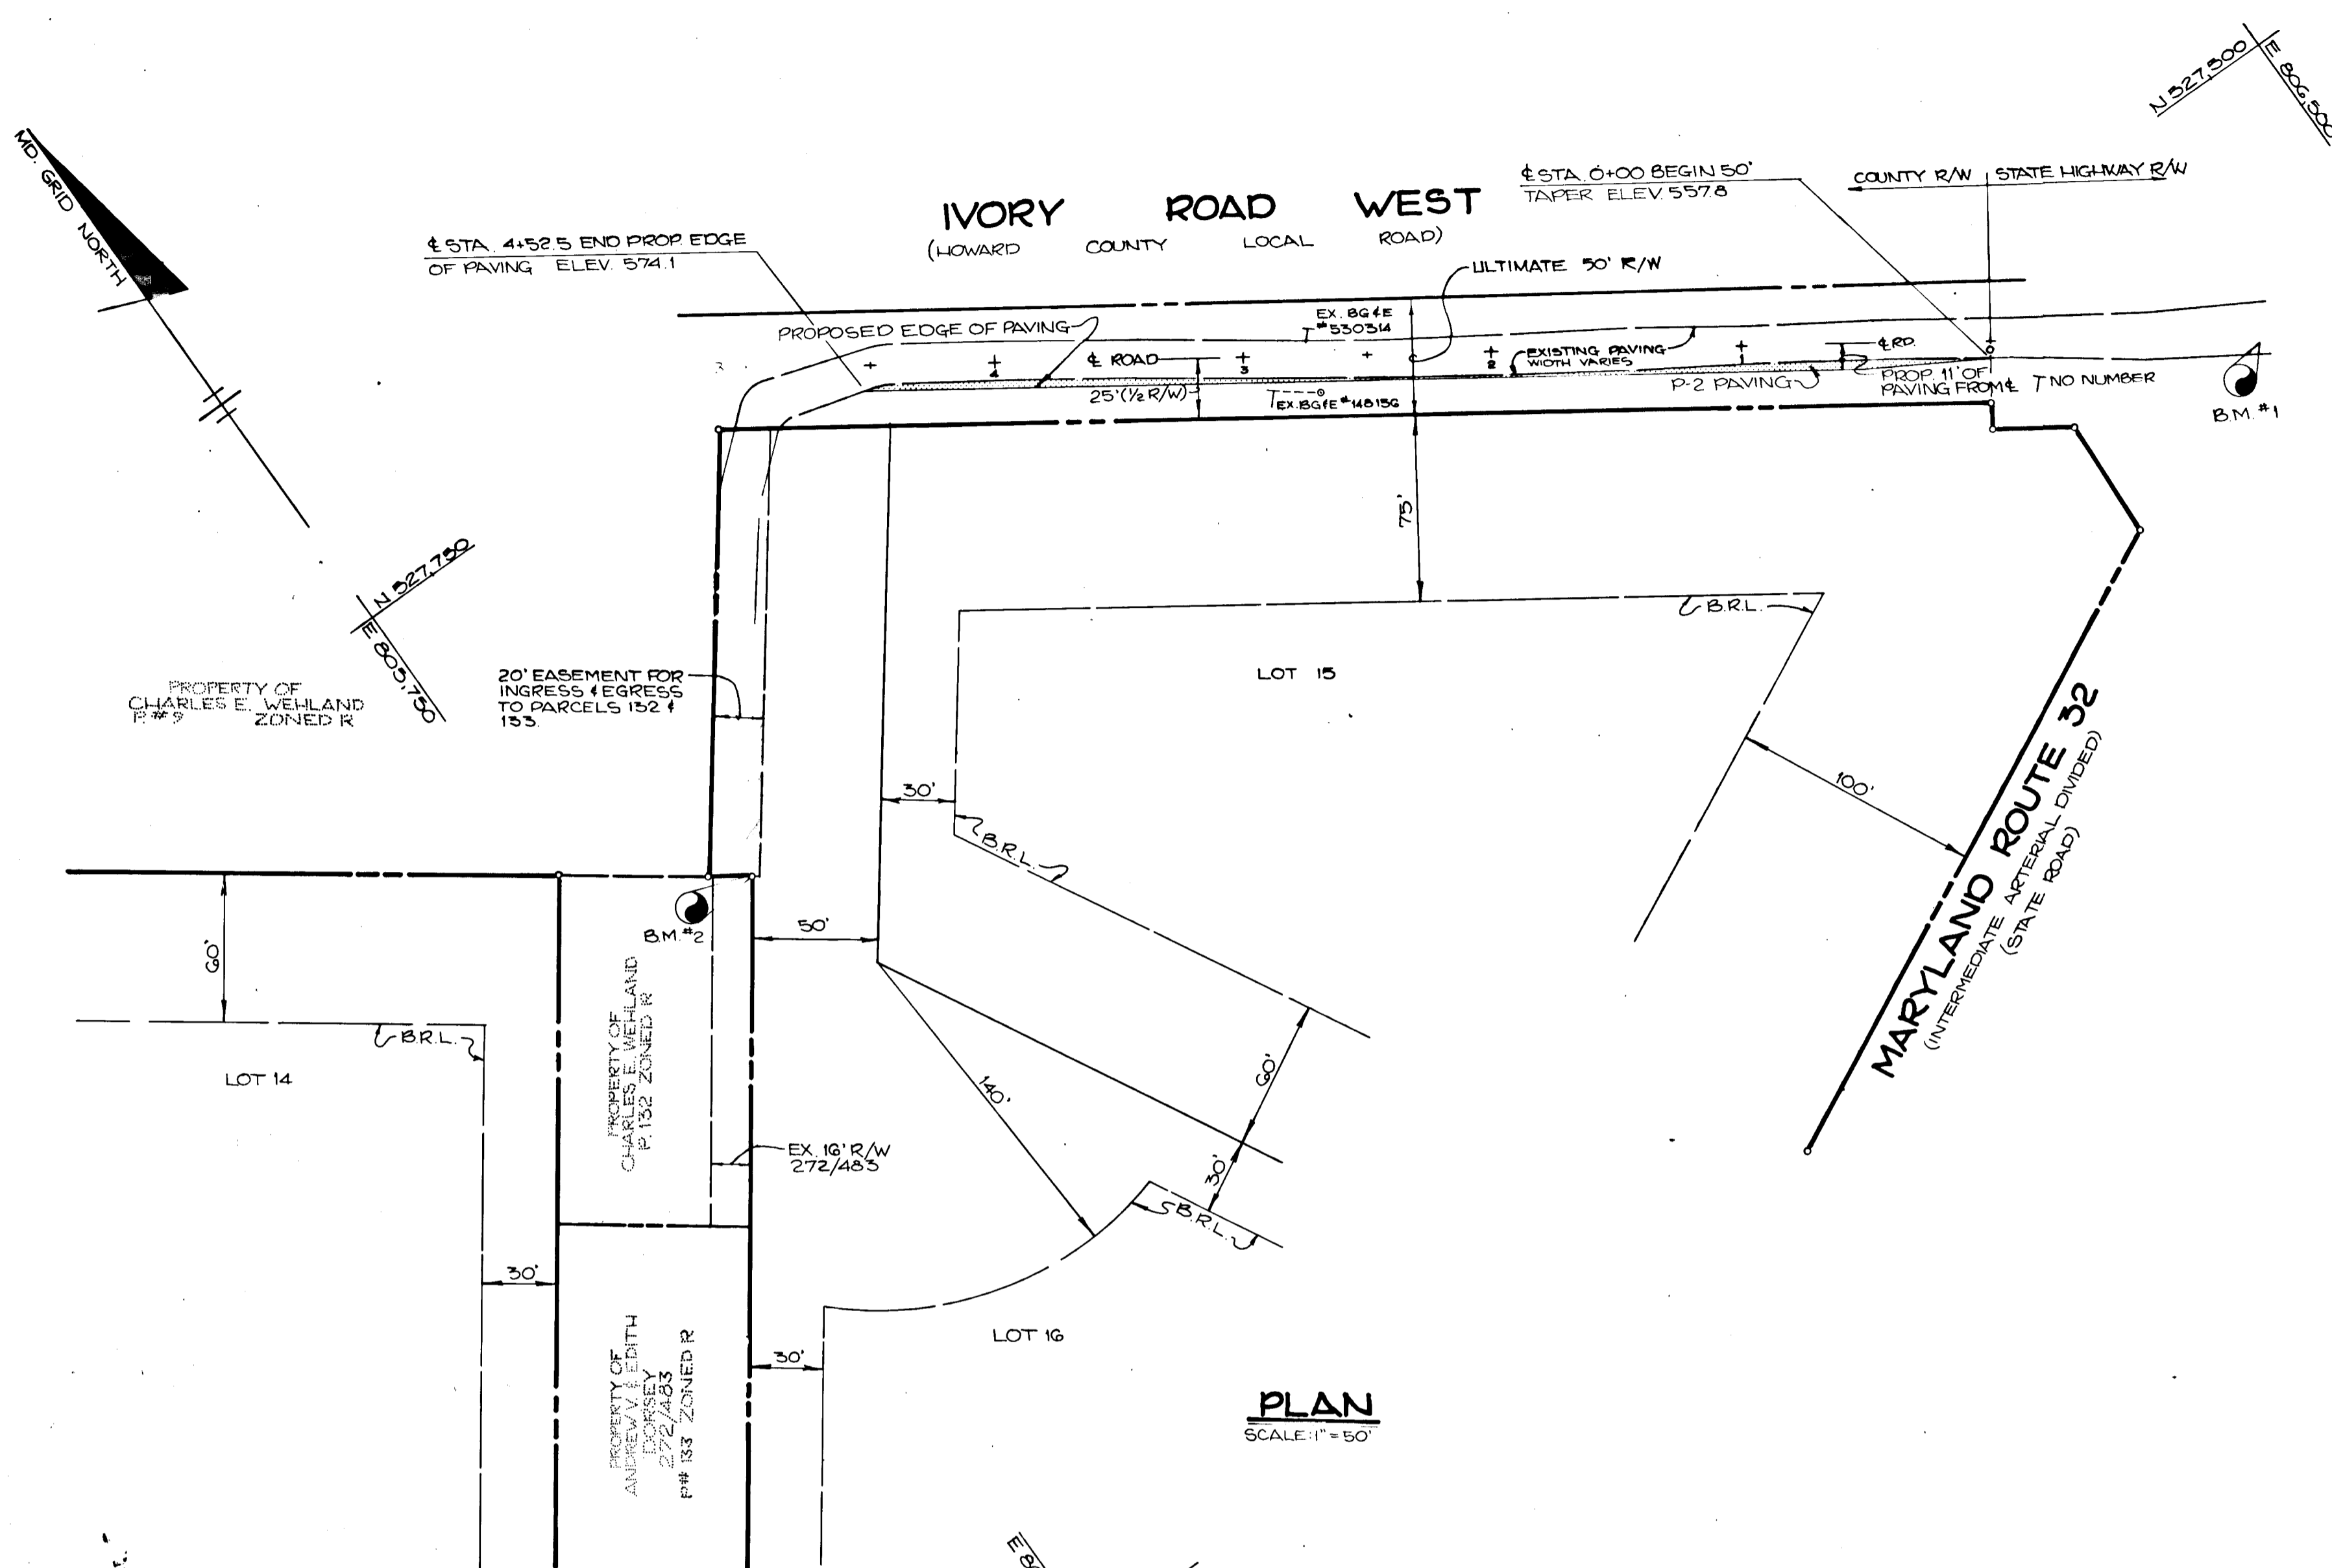 N 527,500
E 806,500
MD. GRID NORTH
IVORY ROAD WEST
(HOWARD COUNTY LOCAL ROAD)
℄ STA. 0+00 BEGIN 50'
TAPER ELEV. 557.8
COUNTY R/W
STATE HIGHWAY R/W
℄ STA. 4+52.5 END PROP. EDGE
OF PAVING ELEV. 574.1
ULTIMATE 50' R/W
PROPOSED EDGE OF PAVING
EX. BG&E
T #530314
℄ ROAD
4
3
2
1
0
EXISTING PAVING
WIDTH VARIES
℄ RD.
25' (1/2 R/W)
T EX. BG&E #148156
P-2 PAVING
PROP. 11' OF
PAVING FROM ℄
T NO NUMBER
B.M. #1
75'
N 527,750
E 805,750
B.R.L.
LOT 15
20' EASEMENT FOR
INGRESS & EGRESS
TO PARCELS 132 &
133.
PROPERTY OF
CHARLES E. WEHLAND
P.#9 ZONED R
30'
B.R.L.
100'
MARYLAND ROUTE 32
(INTERMEDIATE ARTERIAL DIVIDED)
(STATE ROAD)
B.M. #2
50'
60'
B.R.L.
LOT 14
PROPERTY OF
CHARLES E. WEHLAND
P. 132 ZONED R
140'
60'
EX. 16' R/W
272/483
30'
B.R.L.
30'
LOT 16
30'
PROPERTY OF
ANDREW V. & EDITH
DORSEY
272/483
P# 133 ZONED R
PLAN
SCALE: 1" = 50'